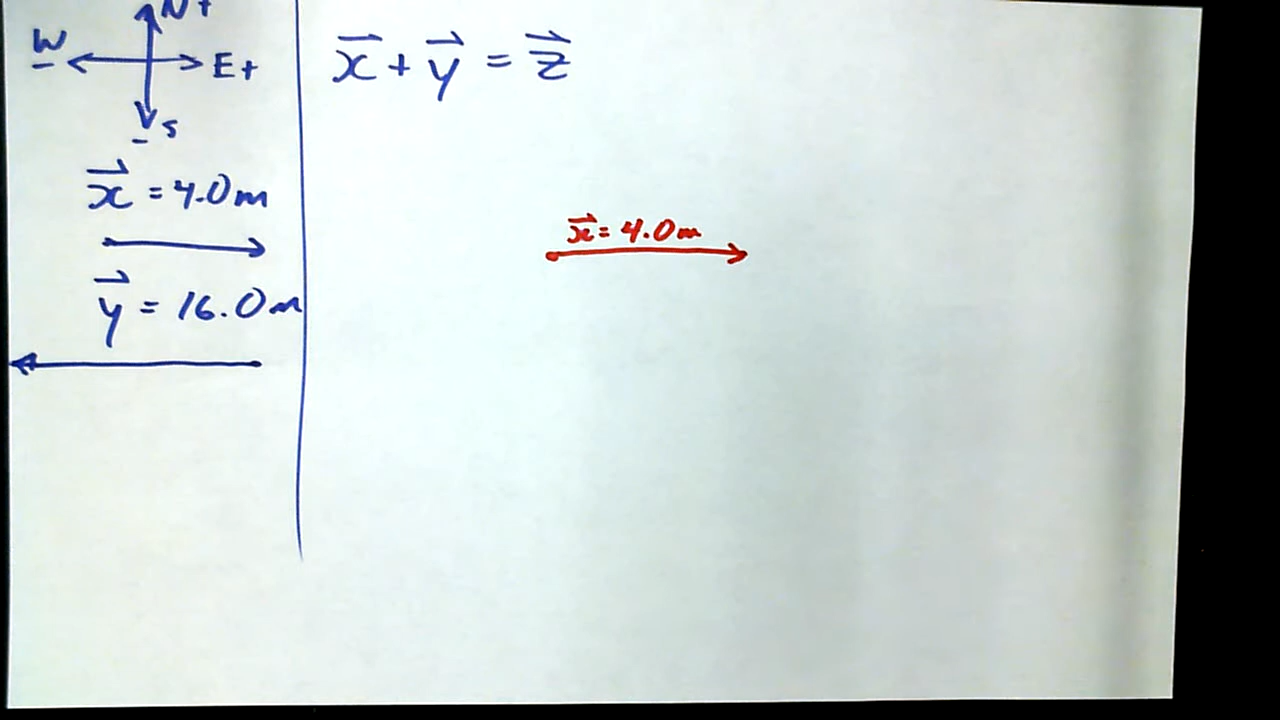 N+
W
-
E+
S
-
x⃗ = 4.0m
y⃗ = 16.0m
x⃗ + y⃗ = z⃗
x⃗ = 4.0m